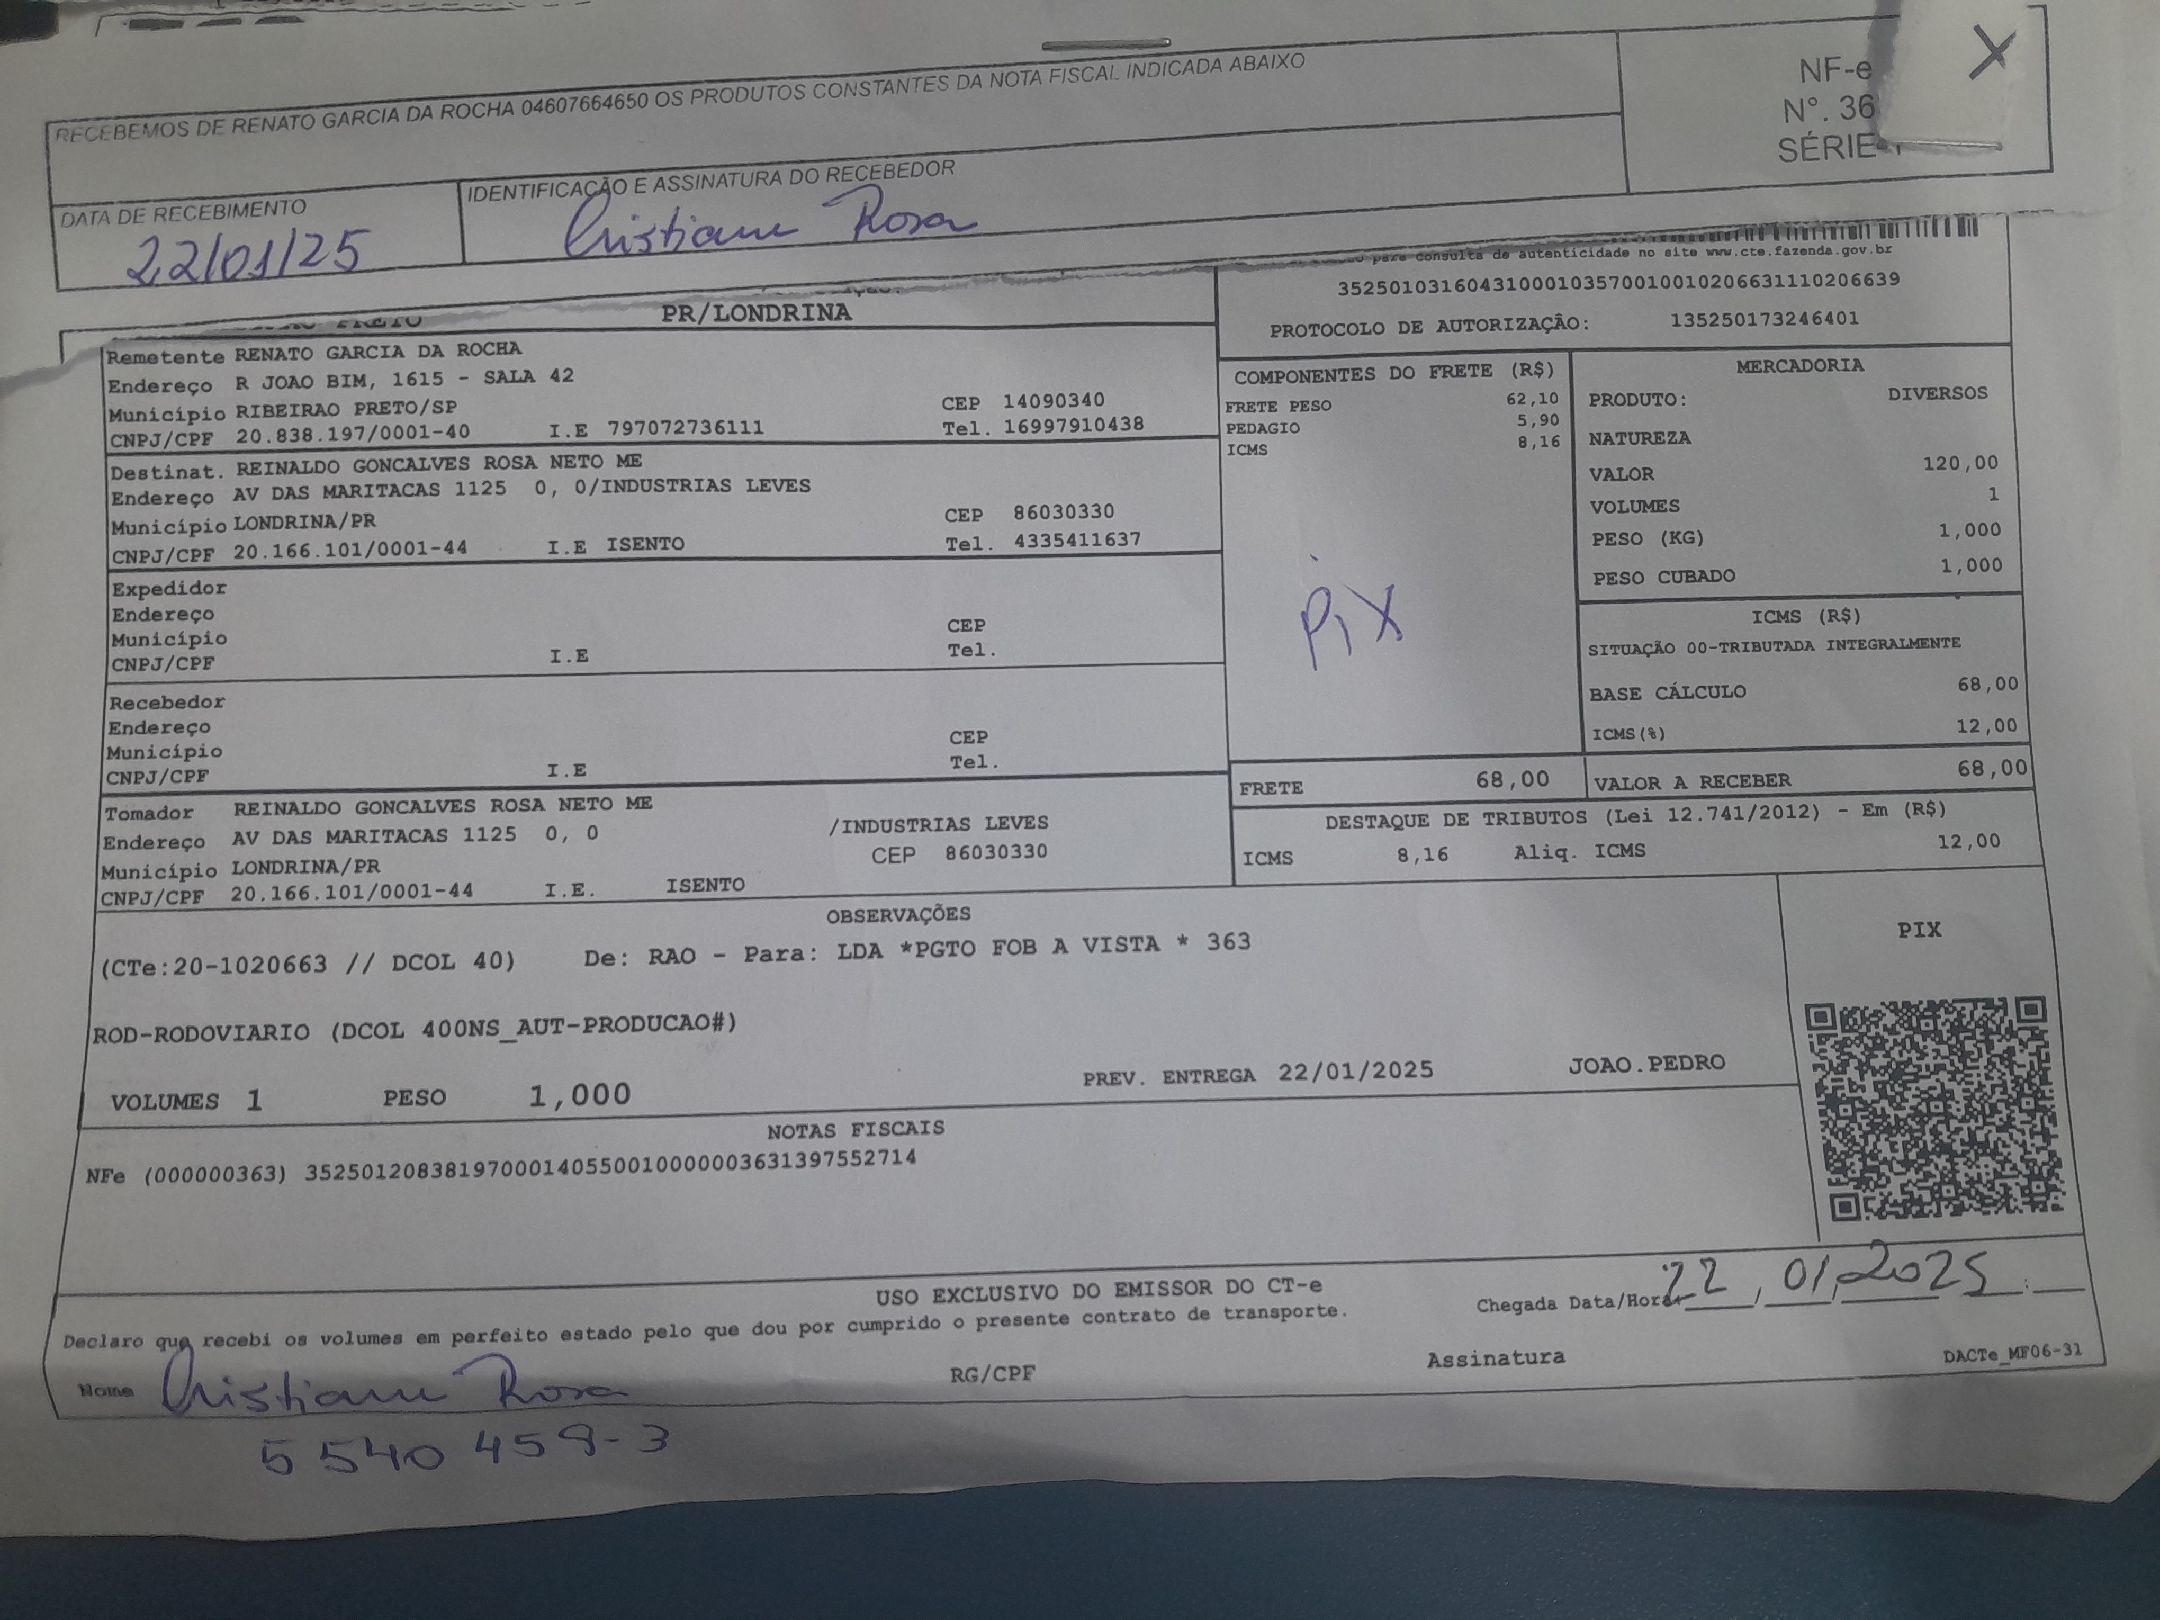 RECEBEMOS DE RENATO GARCIA DA ROCHA 04607664650 OS PRODUTOS CONSTANTES DA NOTA FISCAL INDICADA ABAIXO
NF-e
Nº. 36
SÉRIE
DATA DE RECEBIMENTO
22/01/25
IDENTIFICAÇÃO E ASSINATURA DO RECEBEDOR
Cristiane Rosa
para consulta de autenticidade no site www.cte.fazenda.gov.br
35250103160431000103570010010206631110206639
PROTOCOLO DE AUTORIZAÇÃO: 135250173246401
PRETO PR/LONDRINA
Remetente RENATO GARCIA DA ROCHA
Endereço R JOAO BIM, 1615 - SALA 42
Município RIBEIRAO PRETO/SP CEP 14090340
CNPJ/CPF 20.838.197/0001-40 I.E 797072736111 Tel. 16997910438
Destinat. REINALDO GONCALVES ROSA NETO ME
Endereço AV DAS MARITACAS 1125 0, 0/INDUSTRIAS LEVES
Município LONDRINA/PR CEP 86030330
CNPJ/CPF 20.166.101/0001-44 I.E ISENTO Tel. 4335411637
Expedidor
Endereço
Município CEP
CNPJ/CPF I.E Tel.
Recebedor
Endereço
Município CEP
CNPJ/CPF I.E Tel.
Tomador REINALDO GONCALVES ROSA NETO ME
Endereço AV DAS MARITACAS 1125 0, 0 /INDUSTRIAS LEVES
Município LONDRINA/PR CEP 86030330
CNPJ/CPF 20.166.101/0001-44 I.E. ISENTO
COMPONENTES DO FRETE (R$)
FRETE PESO 62,10
PEDAGIO 5,90
ICMS 8,16
PiX
MERCADORIA
PRODUTO: DIVERSOS
NATUREZA
VALOR 120,00
VOLUMES 1
PESO (KG) 1,000
PESO CUBADO 1,000
ICMS (R$)
SITUAÇÃO 00-TRIBUTADA INTEGRALMENTE
BASE CÁLCULO 68,00
ICMS(%) 12,00
FRETE 68,00 VALOR A RECEBER 68,00
DESTAQUE DE TRIBUTOS (Lei 12.741/2012) - Em (R$)
ICMS 8,16 Aliq. ICMS 12,00
OBSERVAÇÕES
(CTe:20-1020663 // DCOL 40) De: RAO - Para: LDA *PGTO FOB A VISTA * 363
ROD-RODOVIARIO (DCOL 400NS_AUT-PRODUCAO#)
VOLUMES 1 PESO 1,000 PREV. ENTREGA 22/01/2025 JOAO.PEDRO
PIX
NOTAS FISCAIS
NFe (000000363) 35250120838197000140550010000003631397552714
USO EXCLUSIVO DO EMISSOR DO CT-e
Declaro que recebi os volumes em perfeito estado pelo que dou por cumprido o presente contrato de transporte.
Chegada Data/Hora: 22, 01, 2025 :
Nome Cristiane Rosa RG/CPF Assinatura DACTe_MF06-31
5 540 459-3